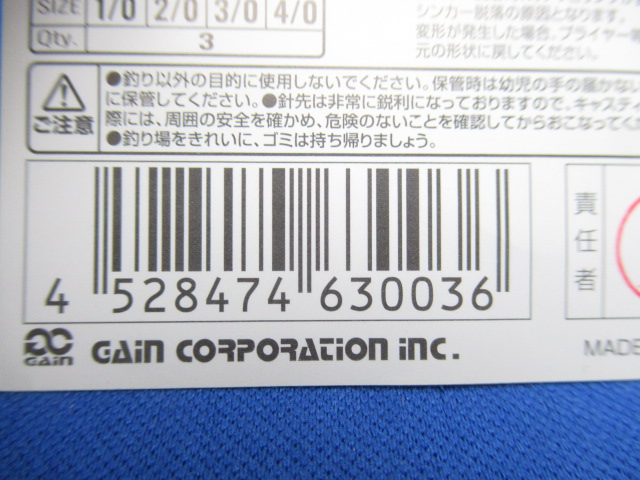 SIZE 1/0 2/0 3/0 4/0
Qty. 3
シンカー脱落の原因となります。
変形が発生した場合、プライヤー等
元の形状に戻してください。
ご注意
●釣り以外の目的に使用しないでください。保管時は幼児の手の届かない
に保管してください。●針先は非常に鋭利になっておりますので、キャステ
際には、周囲の安全を確かめ、危険のないことを確認してからおこなってく
●釣り場をきれいに、ゴミは持ち帰りましょう。
4 528474 630036
責任者
GAIN GAIN CORPORATION INC.
MADE